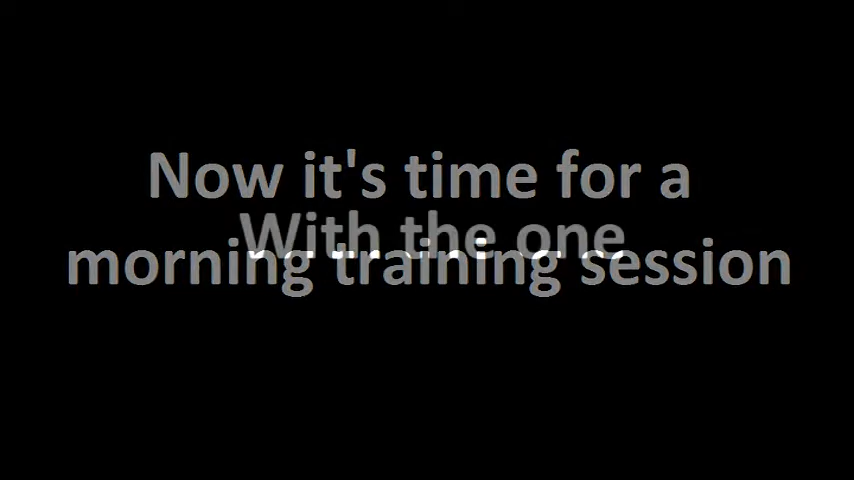 Now it's time for a
With the one
morning training session